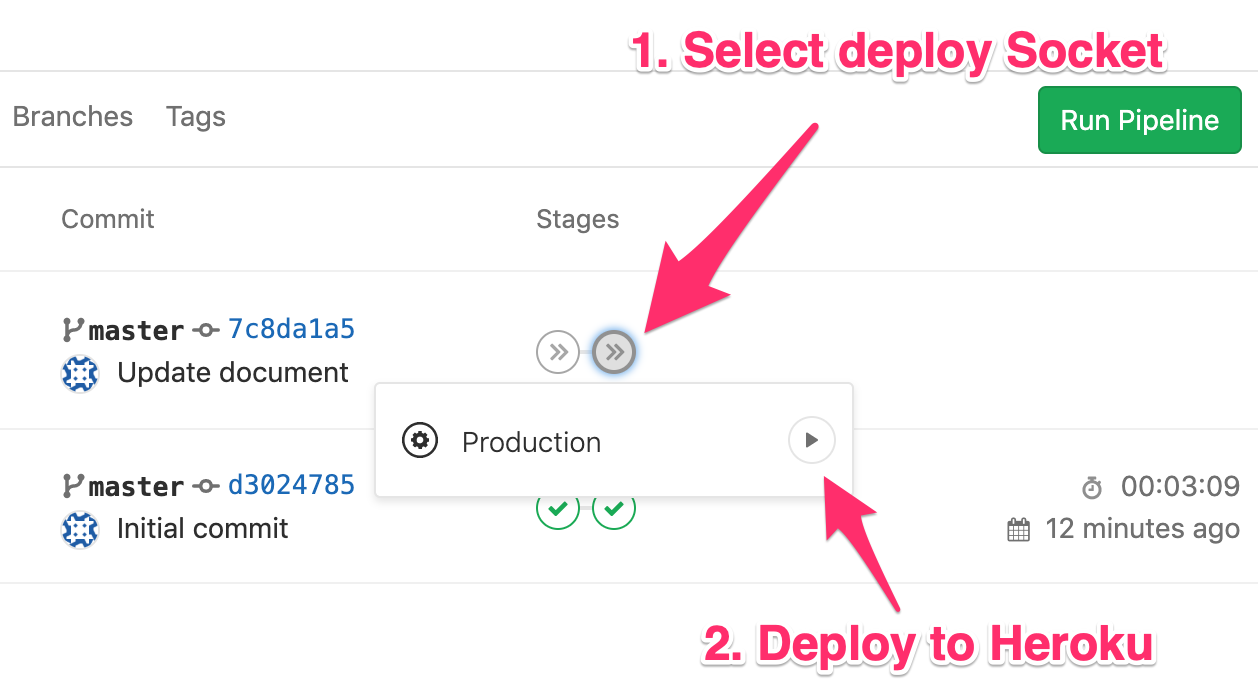 1. Select deploy Socket
Branches Tags
Run Pipeline
Commit Stages
master 7c8da1a5
Update document
Production
master d3024785
00:03:09
Initial commit
12 minutes ago
2. Deploy to Heroku